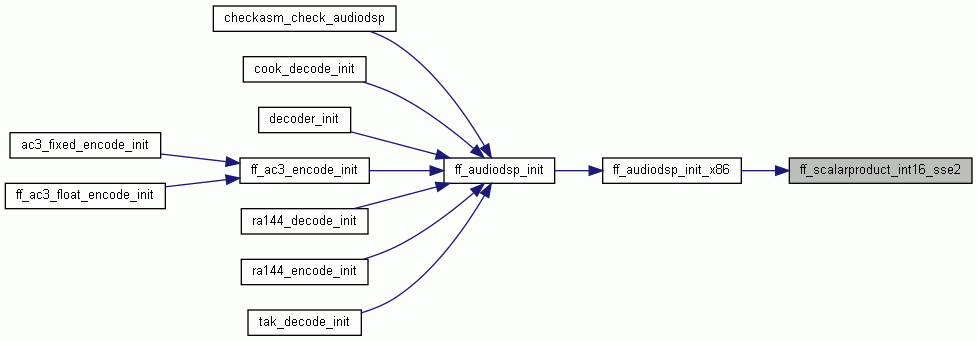 checkasm_check_audiodsp
cook_decode_init
decoder_init
ac3_fixed_encode_init
ff_ac3_encode_init
ff_audiodsp_init
ff_audiodsp_init_x86
ff_scalarproduct_int16_sse2
ff_ac3_float_encode_init
ra144_decode_init
ra144_encode_init
tak_decode_init